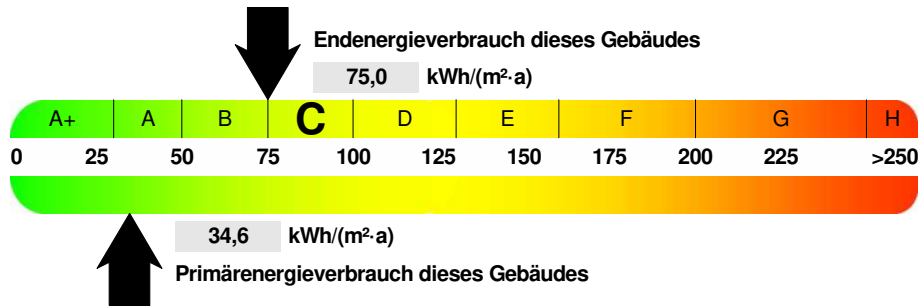 Endenergieverbrauch dieses Gebäudes
75,0 kWh/(m²·a)
A+ A B C D E F G H
0 25 50 75 100 125 150 175 200 225 >250
34,6 kWh/(m²·a)
Primärenergieverbrauch dieses Gebäudes